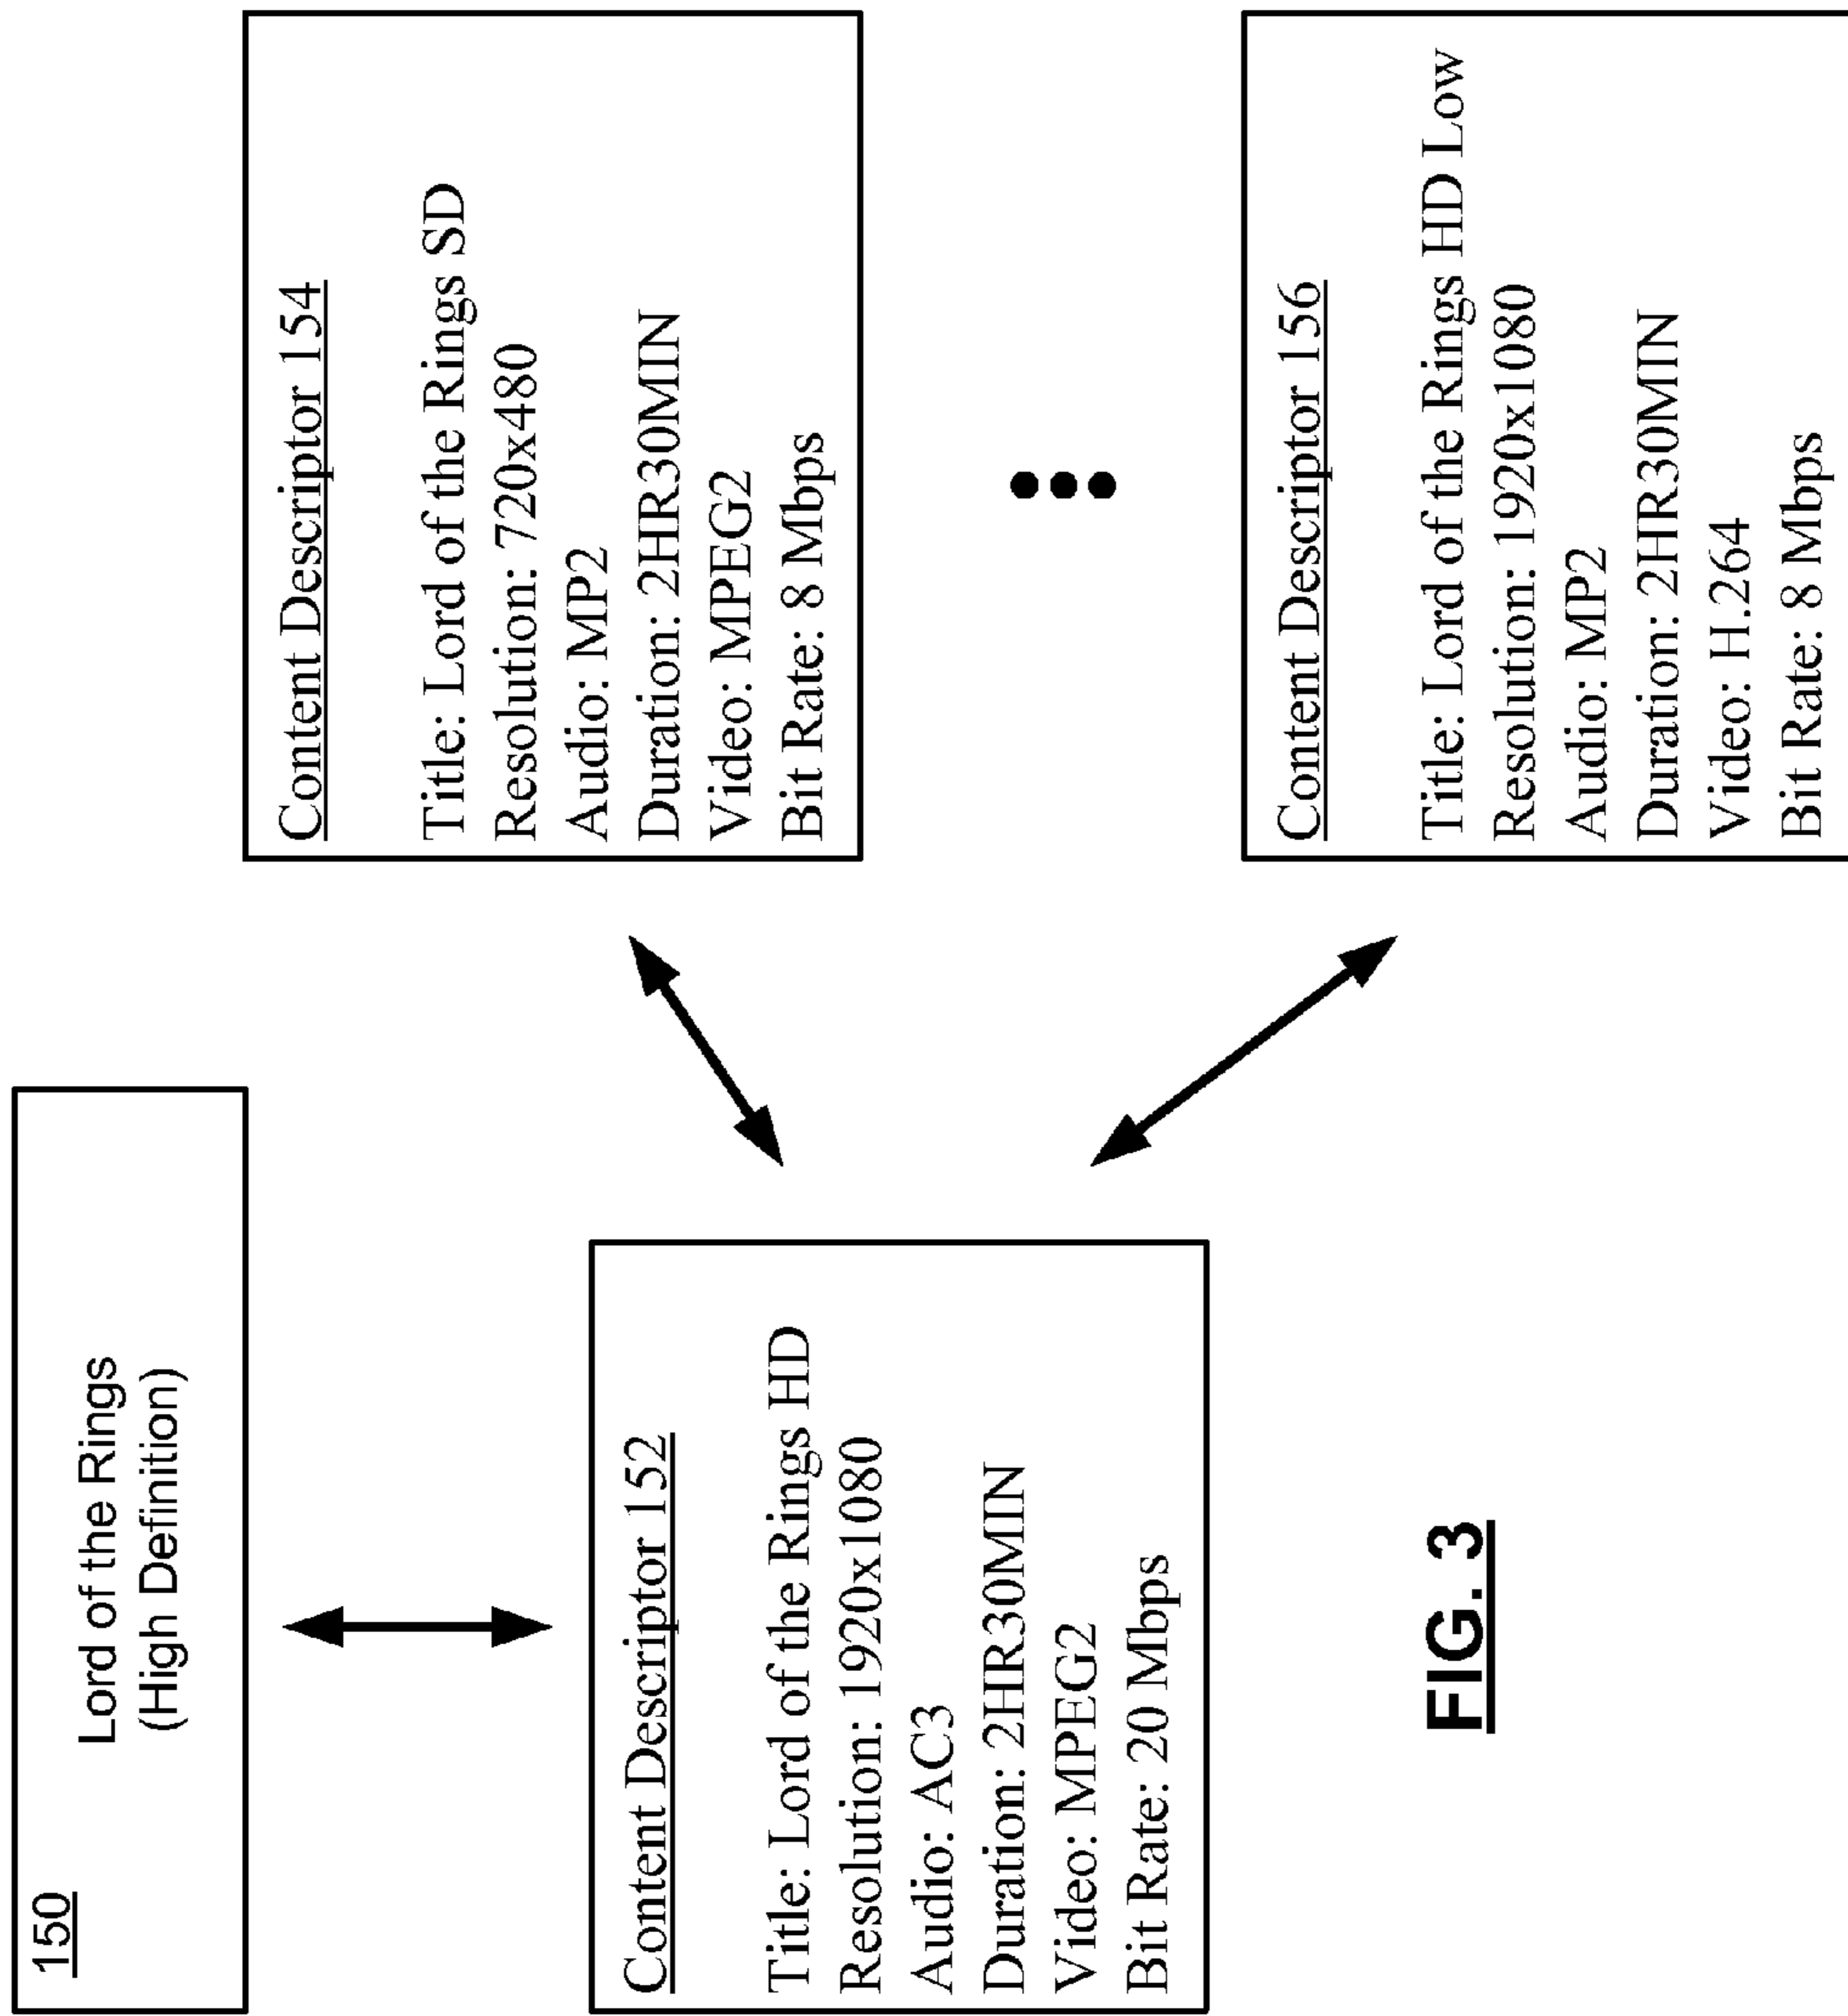 150
Lord of the Rings
(High Definition)
Content Descriptor 152
Title: Lord of the Rings HD
Resolution: 1920x1080
Audio: AC3
Duration: 2HR30MIN
Video: MPEG2
Bit Rate: 20 Mbps
Content Descriptor 154
Title: Lord of the Rings SD
Resolution: 720x480
Audio: MP2
Duration: 2HR30MIN
Video: MPEG2
Bit Rate: 8 Mbps
Content Descriptor 156
Title: Lord of the Rings HD Low
Resolution: 1920x1080
Audio: MP2
Duration: 2HR30MIN
Video: H.264
Bit Rate: 8 Mbps
FIG. 3